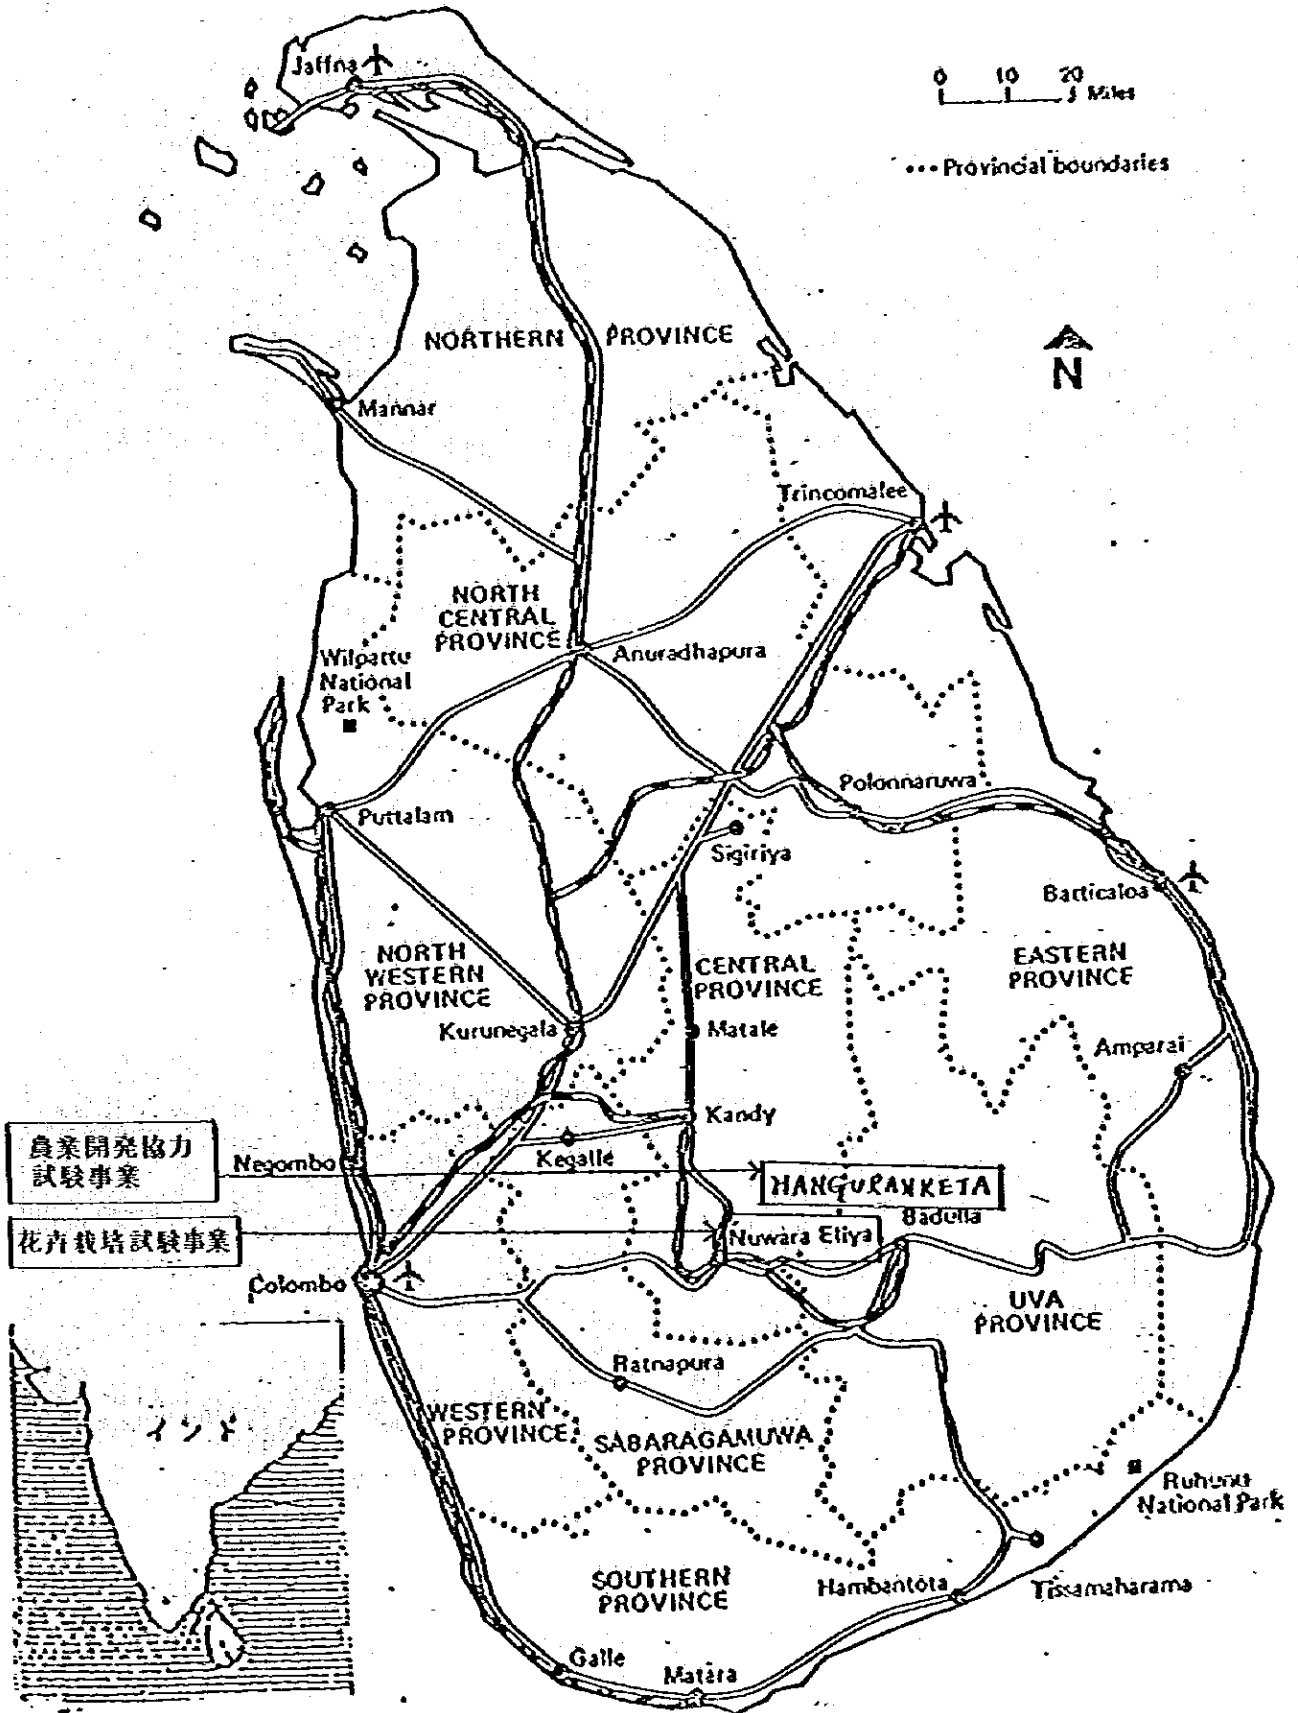 Jaffna
0 10 20
Miles
Provincial boundaries
NORTHERN PROVINCE
N
Mannar
Trincomalee
NORTH
CENTRAL
PROVINCE
Anuradhapura
Wilpattu
National
Park
Polonnaruwa
Puttalam
Sigiriya
Batticaloa
NORTH
WESTERN
PROVINCE
CENTRAL
PROVINCE
EASTERN
PROVINCE
Kurunegala
Matale
Amparai
Kandy
農業開発協力
試験事業
Negombo
Kegalle
HANGURANKETA
Badulla
花卉栽培試験事業
Nuwara Eliya
Colombo
UVA
PROVINCE
Ratnapura
インド
WESTERN
PROVINCE
SABARAGAMUWA
PROVINCE
Ruhunu
National Park
SOUTHERN
PROVINCE
Hambantota
Tissamaharama
Galle
Matara